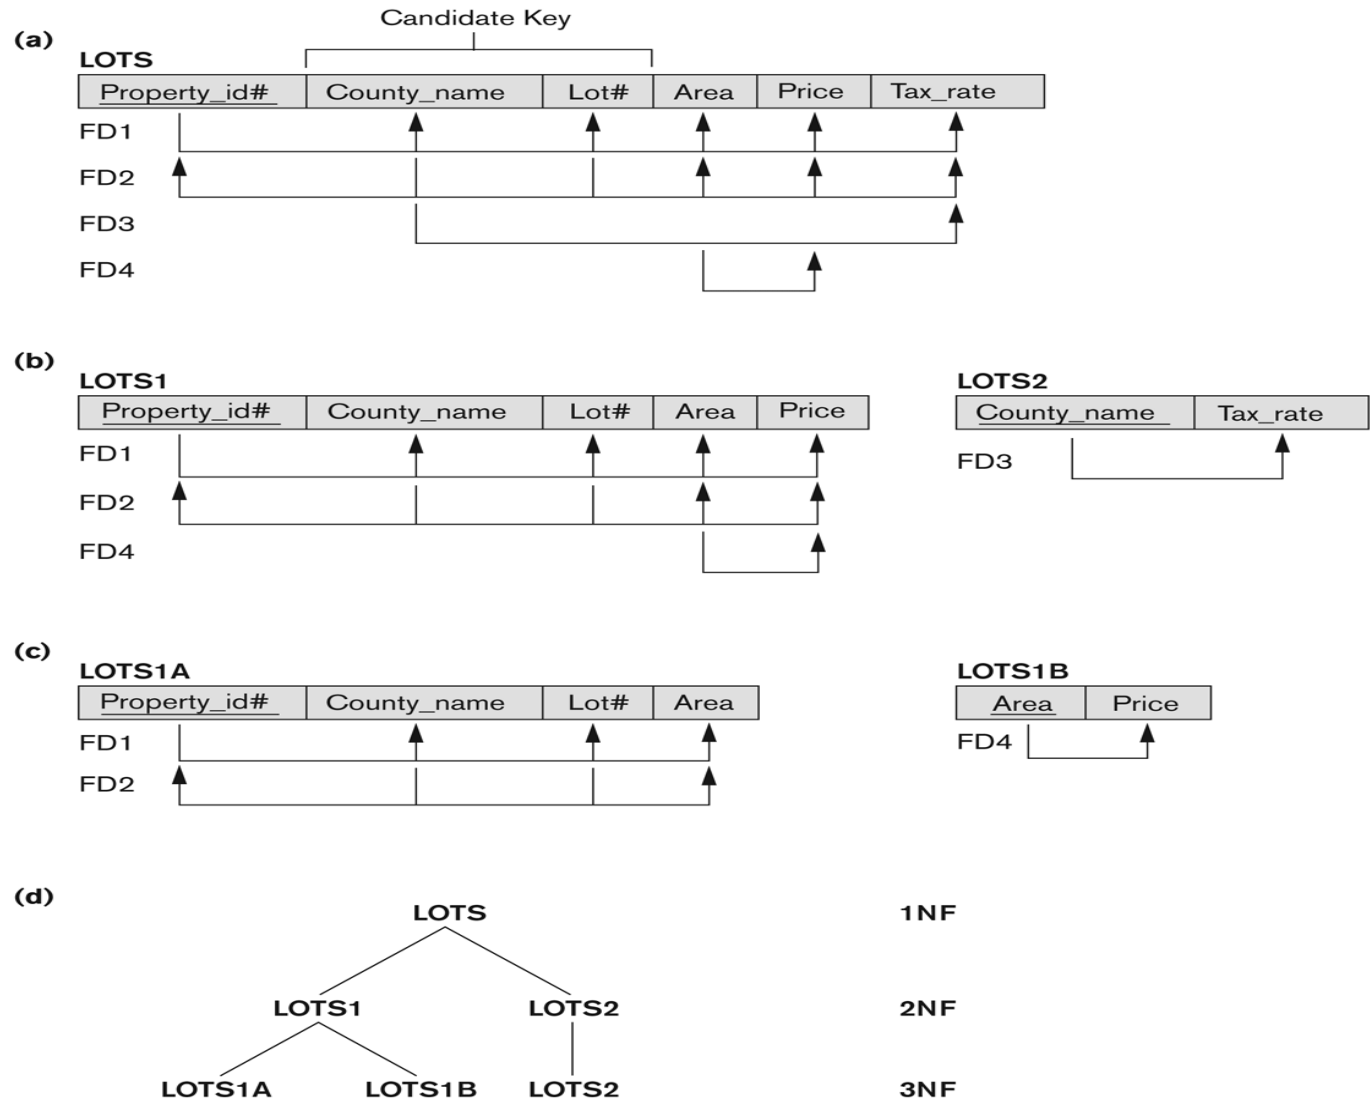 Candidate Key
(a)
LOTS
Property_id# County_name Lot# Area Price Tax_rate
FD1
FD2
FD3
FD4
(b)
LOTS1
Property_id# County_name Lot# Area Price
FD1
FD2
FD4
LOTS2
County_name Tax_rate
FD3
(c)
LOTS1A
Property_id# County_name Lot# Area
FD1
FD2
LOTS1B
Area Price
FD4
(d)
LOTS 1NF
LOTS1 LOTS2 2NF
LOTS1A LOTS1B LOTS2 3NF